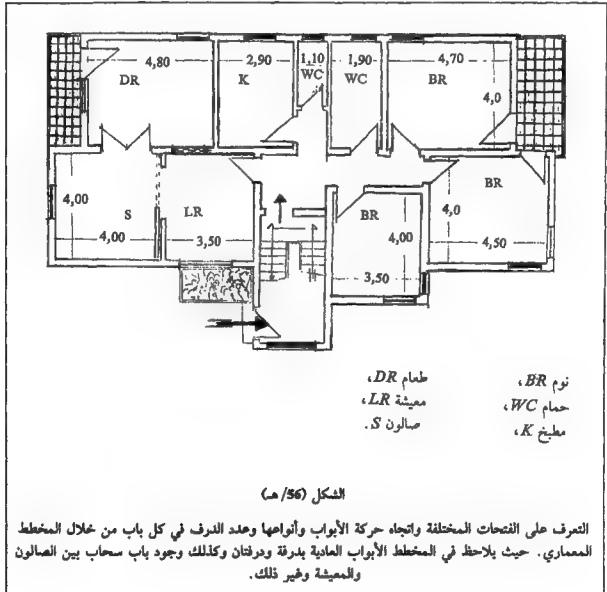 4,80 2,90 1,10 1,90 4,70
DR K WC WC BR
4,0
4,00 S LR BR 4,0 BR
4,00 3,50 4,00 4,50
3,50
نوم BR، طعام DR،
حمام WC، معيشة LR،
مطبخ K، صالون S.
الشكل (56/هـ)
التعرف على الفتحات المختلفة واتجاه حركة الأبواب وأنواعها وعدد الدرف في كل باب من خلال المخطط
المعماري. حيث يلاحظ في المخطط الأبواب العادية بدرفة ودرفتان وكذلك وجود باب سحاب بين الصالون
والمعيشة وغير ذلك.